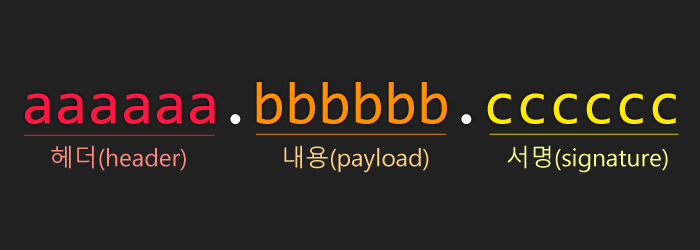 aaaaaa.bbbbbb.cccccc
헤더(header) 내용(payload) 서명(signature)